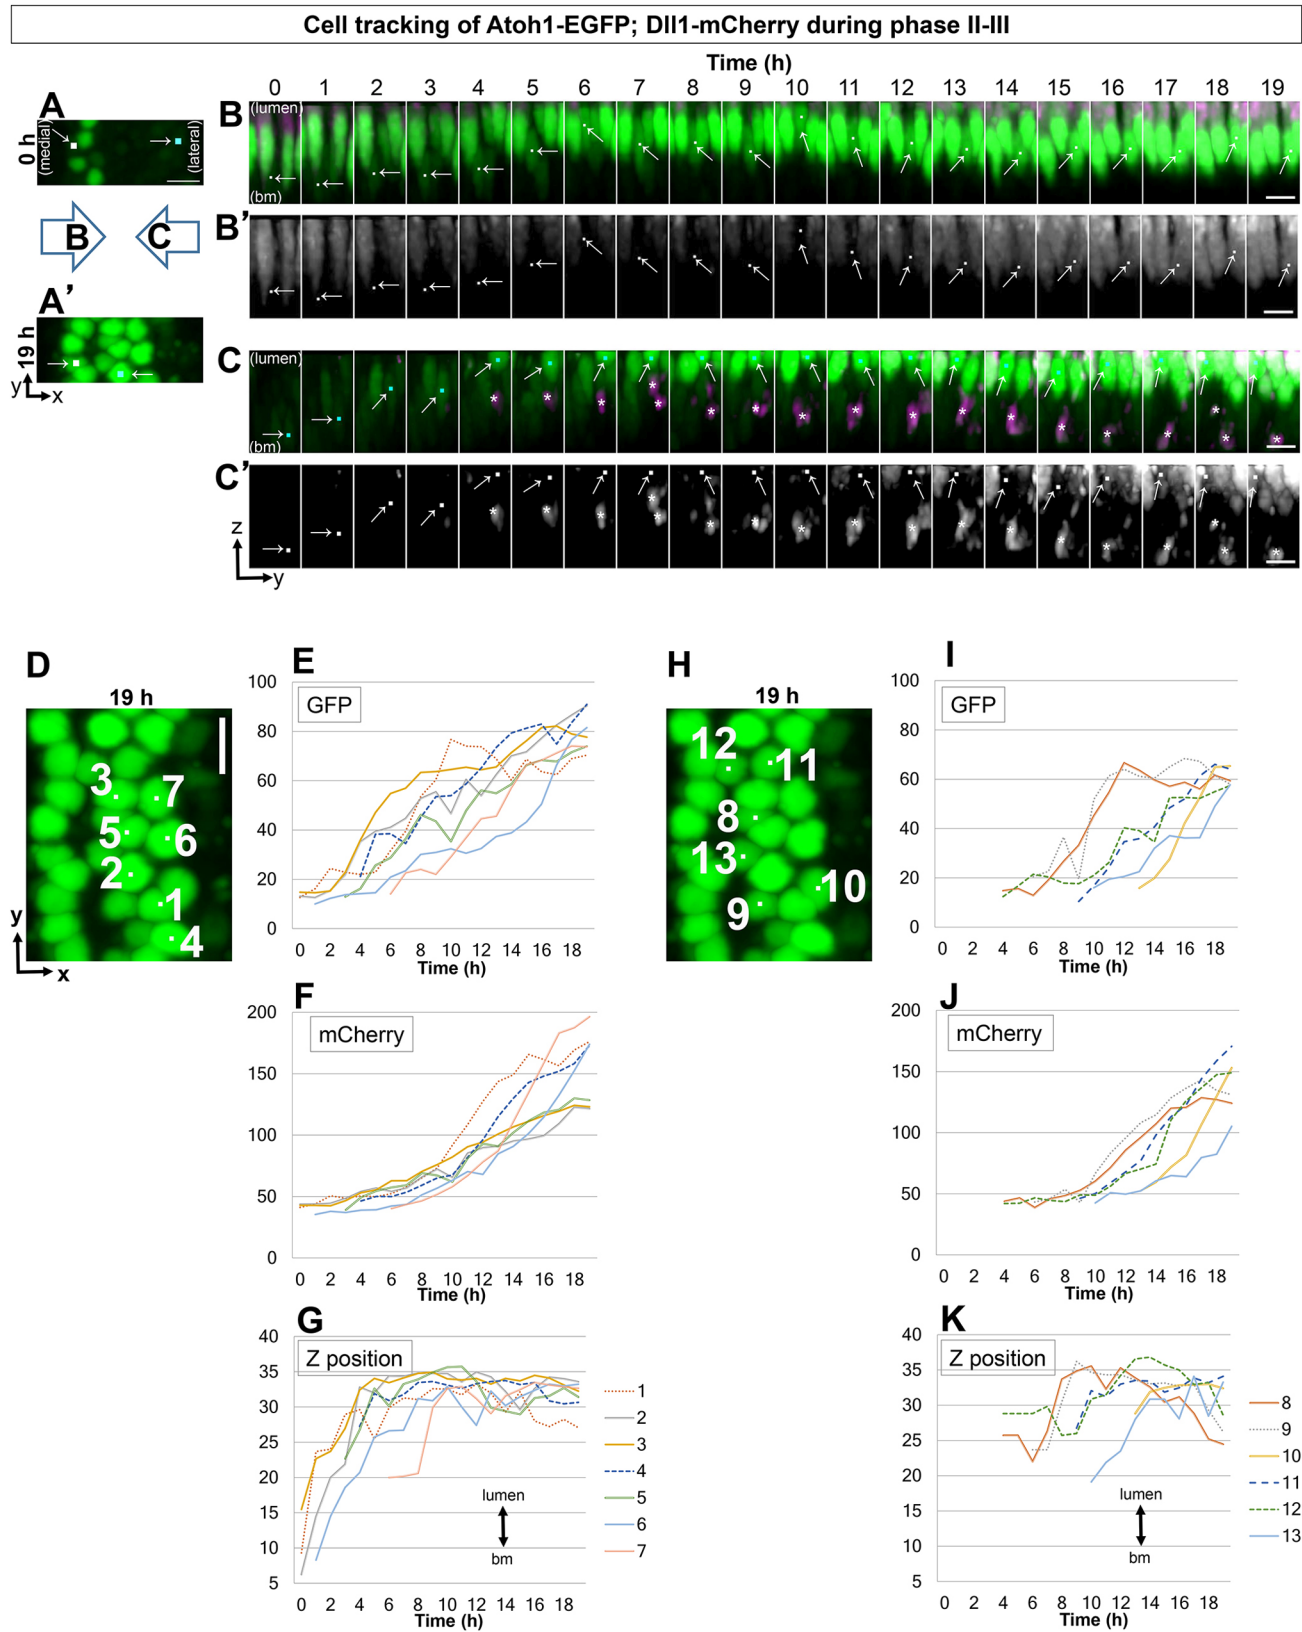 Cell tracking of Atoh1-EGFP; Dll1-mCherry during phase II-III
Time (h)
0 1 2 3 4 5 6 7 8 9 10 11 12 13 14 15 16 17 18 19
A
0 h
(medial)
(lateral)
B
(lumen)
(bm)
B C
B'
A'
19 h
y
x
C
(lumen)
(bm)
* * * * * * * * * * * * * * * * * *
C'
* * * * * * * * * * * * * * * * * *
z
y
D
19 h
3
7
5
6
2
1
4
y
x
E
GFP
100
80
60
40
20
0
0 2 4 6 8 10 12 14 16 18
Time (h)
H
19 h
12
11
8
13
10
9
I
GFP
100
80
60
40
20
0
0 2 4 6 8 10 12 14 16 18
Time (h)
F
mCherry
200
150
100
50
0
0 2 4 6 8 10 12 14 16 18
Time (h)
J
mCherry
200
150
100
50
0
0 2 4 6 8 10 12 14 16 18
Time (h)
G
Z position
40
35
30
25
20
15
10
5
lumen
bm
0 2 4 6 8 10 12 14 16 18
Time (h)
1
2
3
4
5
6
7
K
Z position
40
35
30
25
20
15
10
5
lumen
bm
0 2 4 6 8 10 12 14 16 18
Time (h)
8
9
10
11
12
13